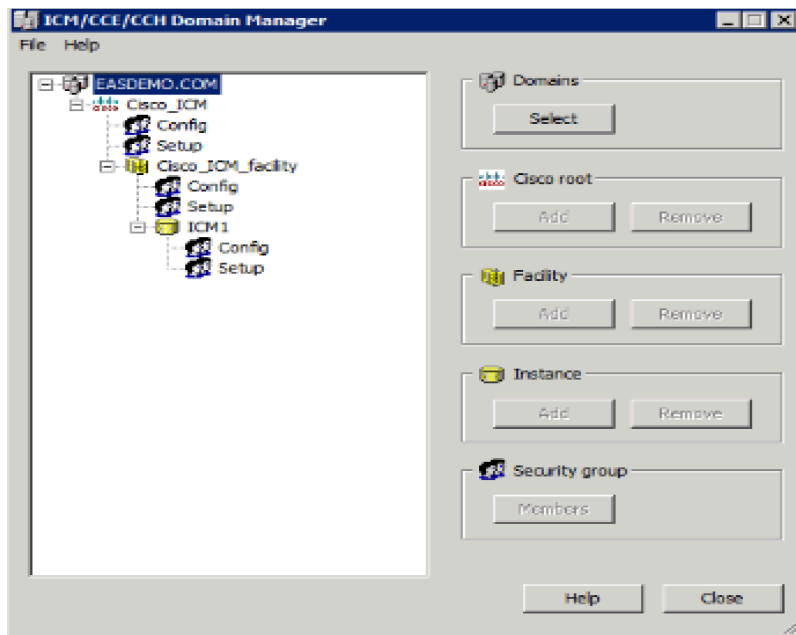 ICM/CCE/CCH Domain Manager
File Help
EASDEMO.COM
Cisco_ICM
Config
Setup
Cisco_ICM_facility
Config
Setup
ICM1
Config
Setup
Domains
Select
Cisco root
Add Remove
Facility
Add Remove
Instance
Add Remove
Security group
Members
Help Close